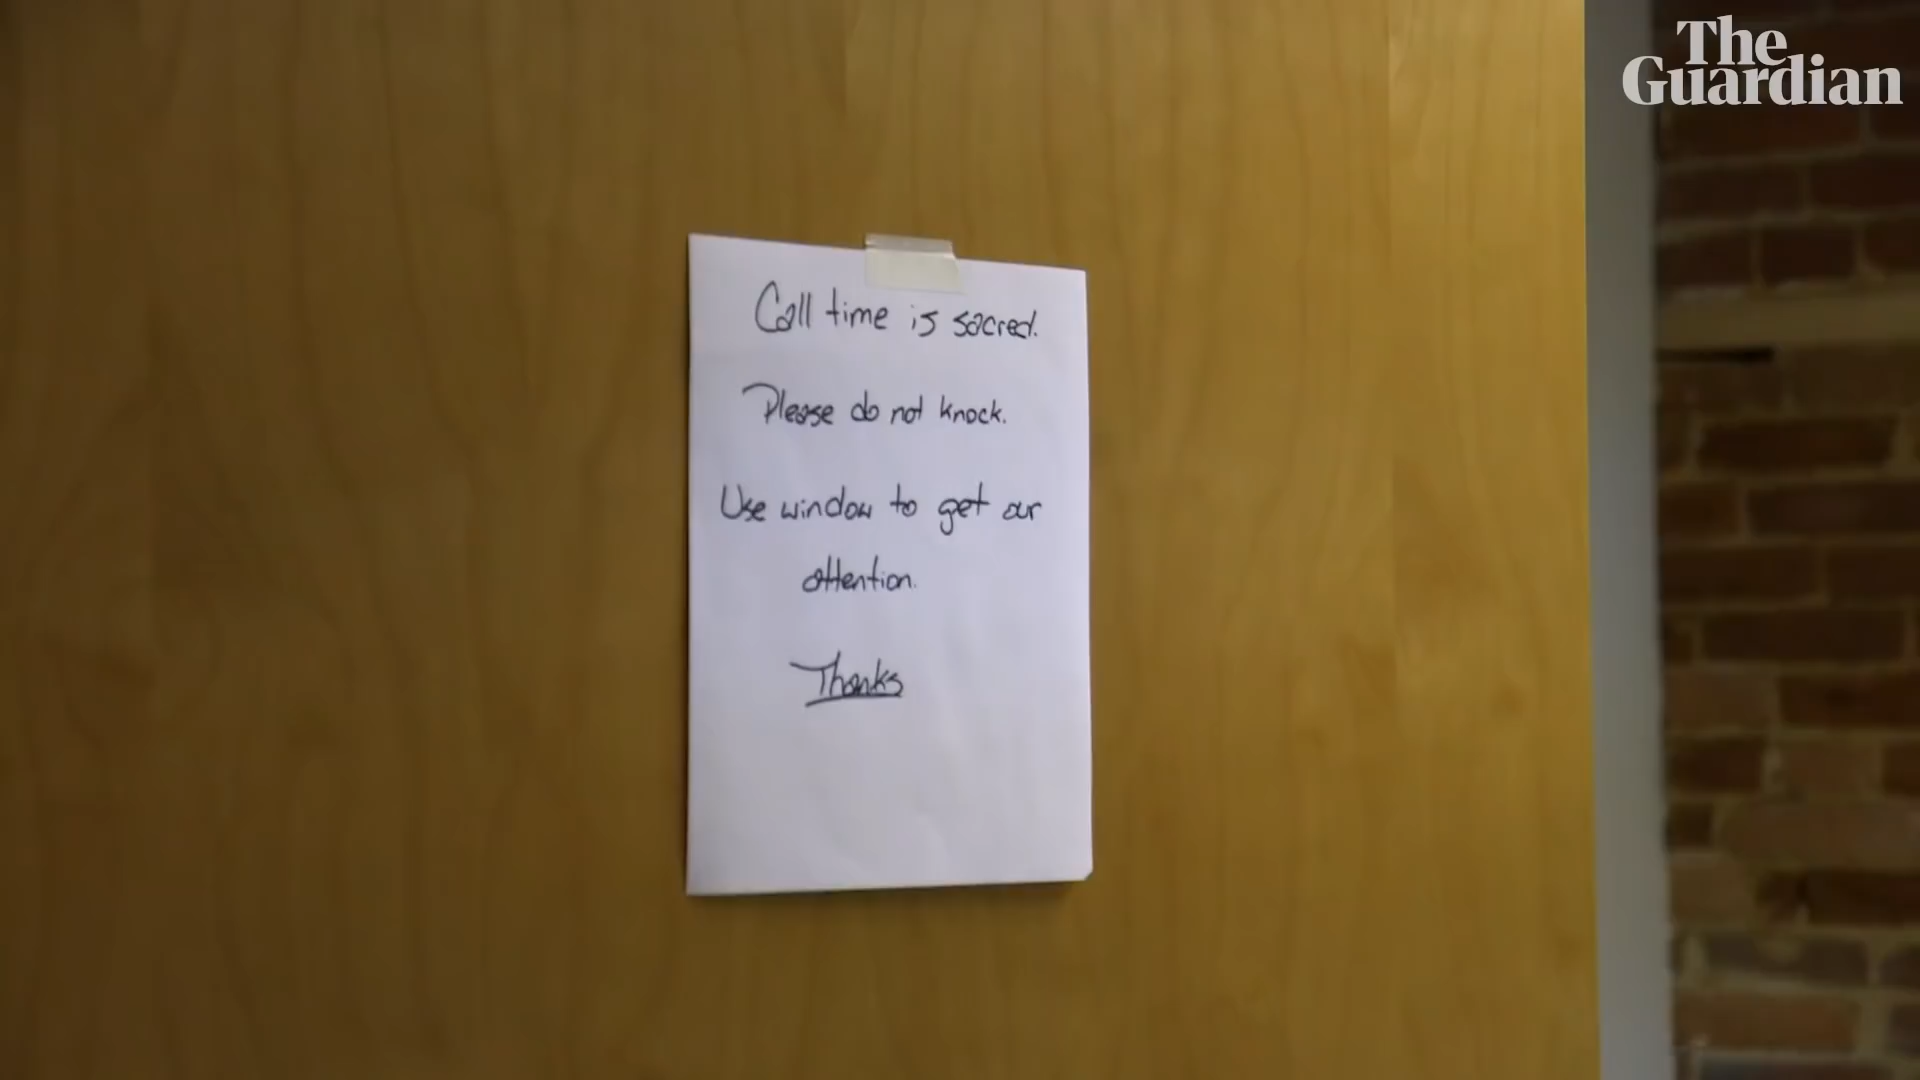 The
Guardian
Call time is sacred.
Please do not knock.
Use window to get our
attention.
Thanks